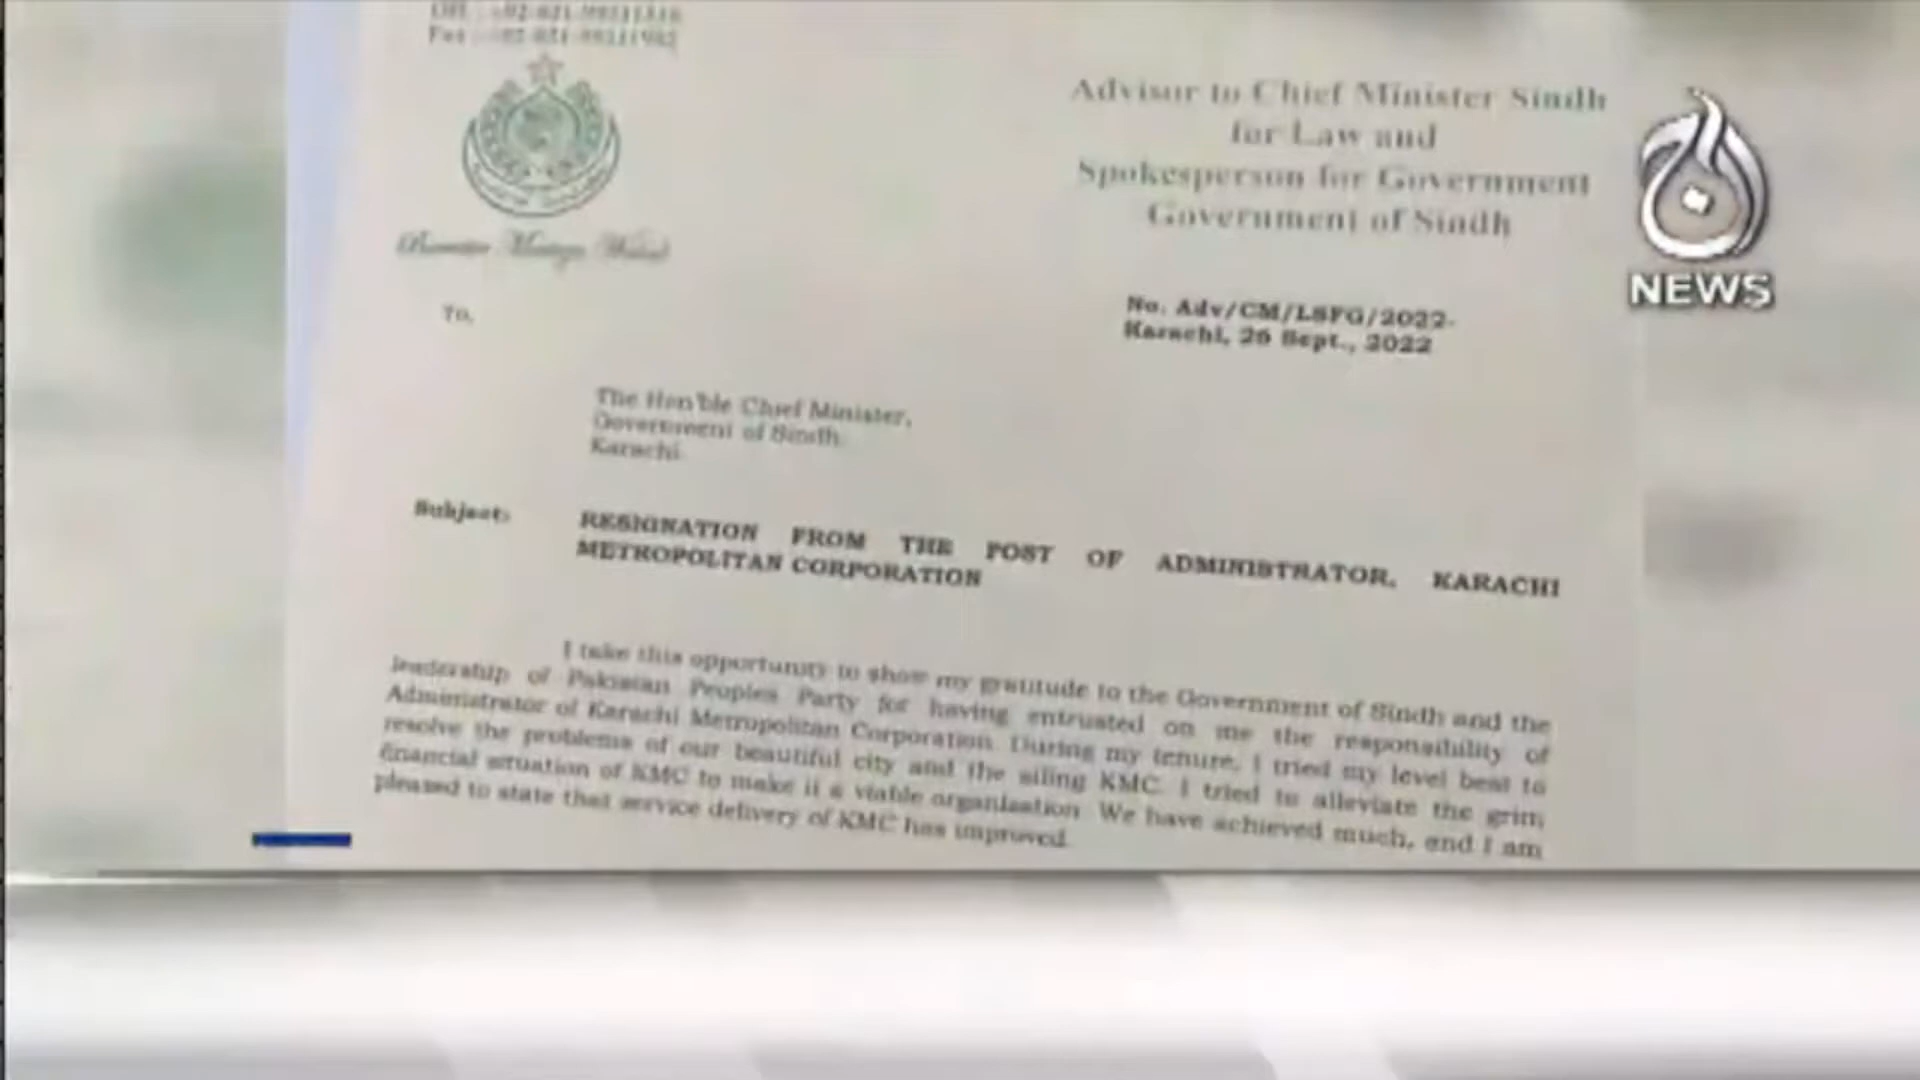 Advisor to Chief Minister Sindh
for Law and
Spokesperson for Government
Government of Sindh
NEWS
To,
No. Adv/CM/LSFG/2022-
Karachi, 26 Sept., 2022
The Hon'ble Chief Minister,
Government of Sindh
Karachi
Subject:
RESIGNATION FROM THE POST OF ADMINISTRATOR, KARACHI
METROPOLITAN CORPORATION
I take this opportunity to show my gratitude to the Government of Sindh and the
leadership of Pakistan Peoples Party for having entrusted on me the responsibility of
Administrator of Karachi Metropolitan Corporation. During my tenure, I tried my level best to
resolve the problems of our beautiful city and the ailing KMC. I tried to alleviate the grim
financial situation of KMC to make it a viable organisation. We have achieved much, and I am
pleased to state that service delivery of KMC has improved.